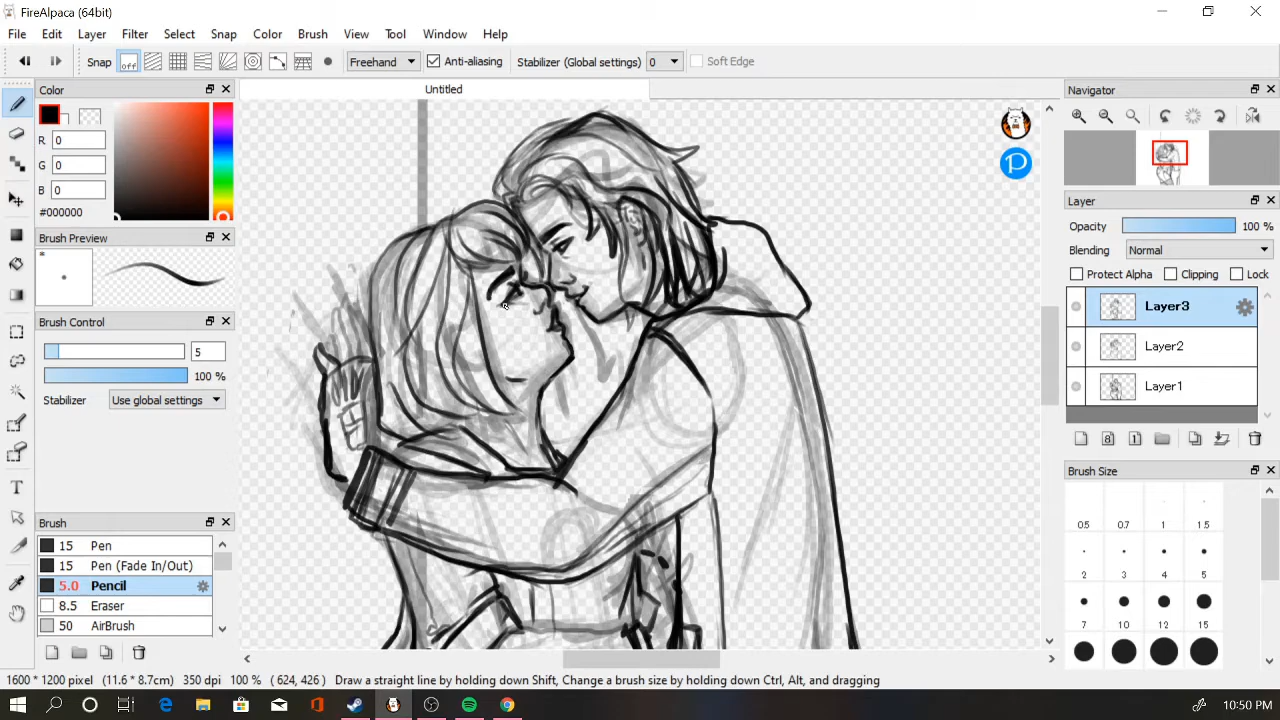 FireAlpaca (64bit)
File Edit Layer Filter Select Snap Color Brush View Tool Window Help
Snap off Freehand Anti-aliasing Stabilizer (Global settings) 0 Soft Edge
Color
R 0
G 0
B 0
#000000
Brush Preview
*
Brush Control
5
100 %
Stabilizer Use global settings
Brush
15 Pen
15 Pen (Fade In/Out)
5.0 Pencil
8.5 Eraser
50 AirBrush
Untitled
P
Navigator
Layer
Opacity 100 %
Blending Normal
Protect Alpha Clipping Lock
Layer3
Layer2
Layer1
8 1
Brush Size
0.5 0.7 1 1.5
2 3 4 5
7 10 12 15
1600 * 1200 pixel (11.6 * 8.7cm) 350 dpi 100 % ( 624, 426 ) Draw a straight line by holding down Shift, Change a brush size by holding down Ctrl, Alt, and dragging
10:50 PM